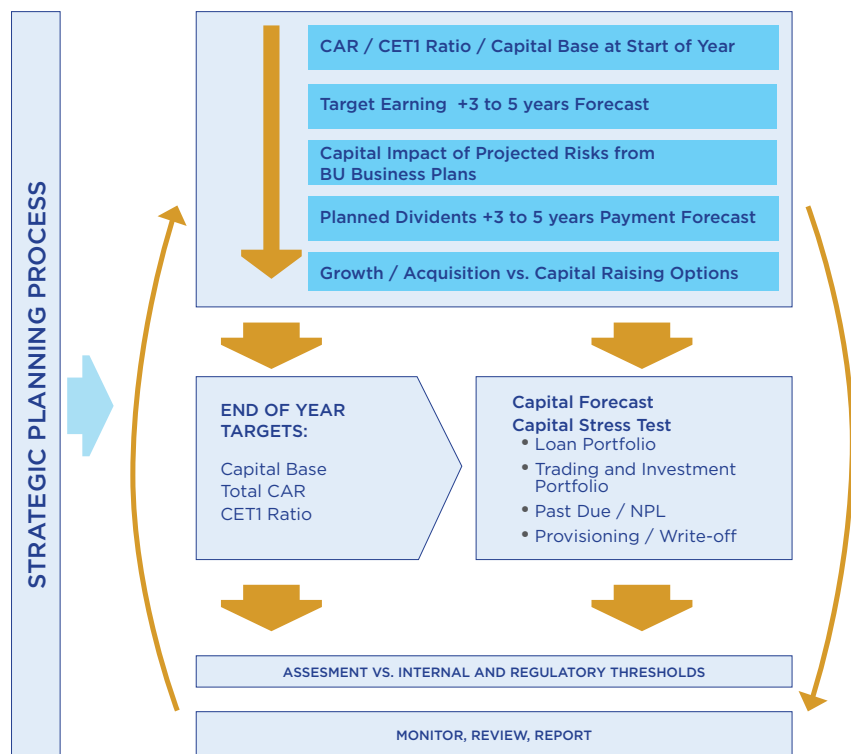 STRATEGIC PLANNING PROCESS
CAR / CET1 Ratio / Capital Base at Start of Year
Target Earning +3 to 5 years Forecast
Capital Impact of Projected Risks from
BU Business Plans
Planned Dividents +3 to 5 years Payment Forecast
Growth / Acquisition vs. Capital Raising Options
END OF YEAR
TARGETS:
Capital Base
Total CAR
CET1 Ratio
Capital Forecast
Capital Stress Test
• Loan Portfolio
• Trading and Investment
Portfolio
• Past Due / NPL
• Provisioning / Write-off
ASSESMENT VS. INTERNAL AND REGULATORY THRESHOLDS
MONITOR, REVIEW, REPORT